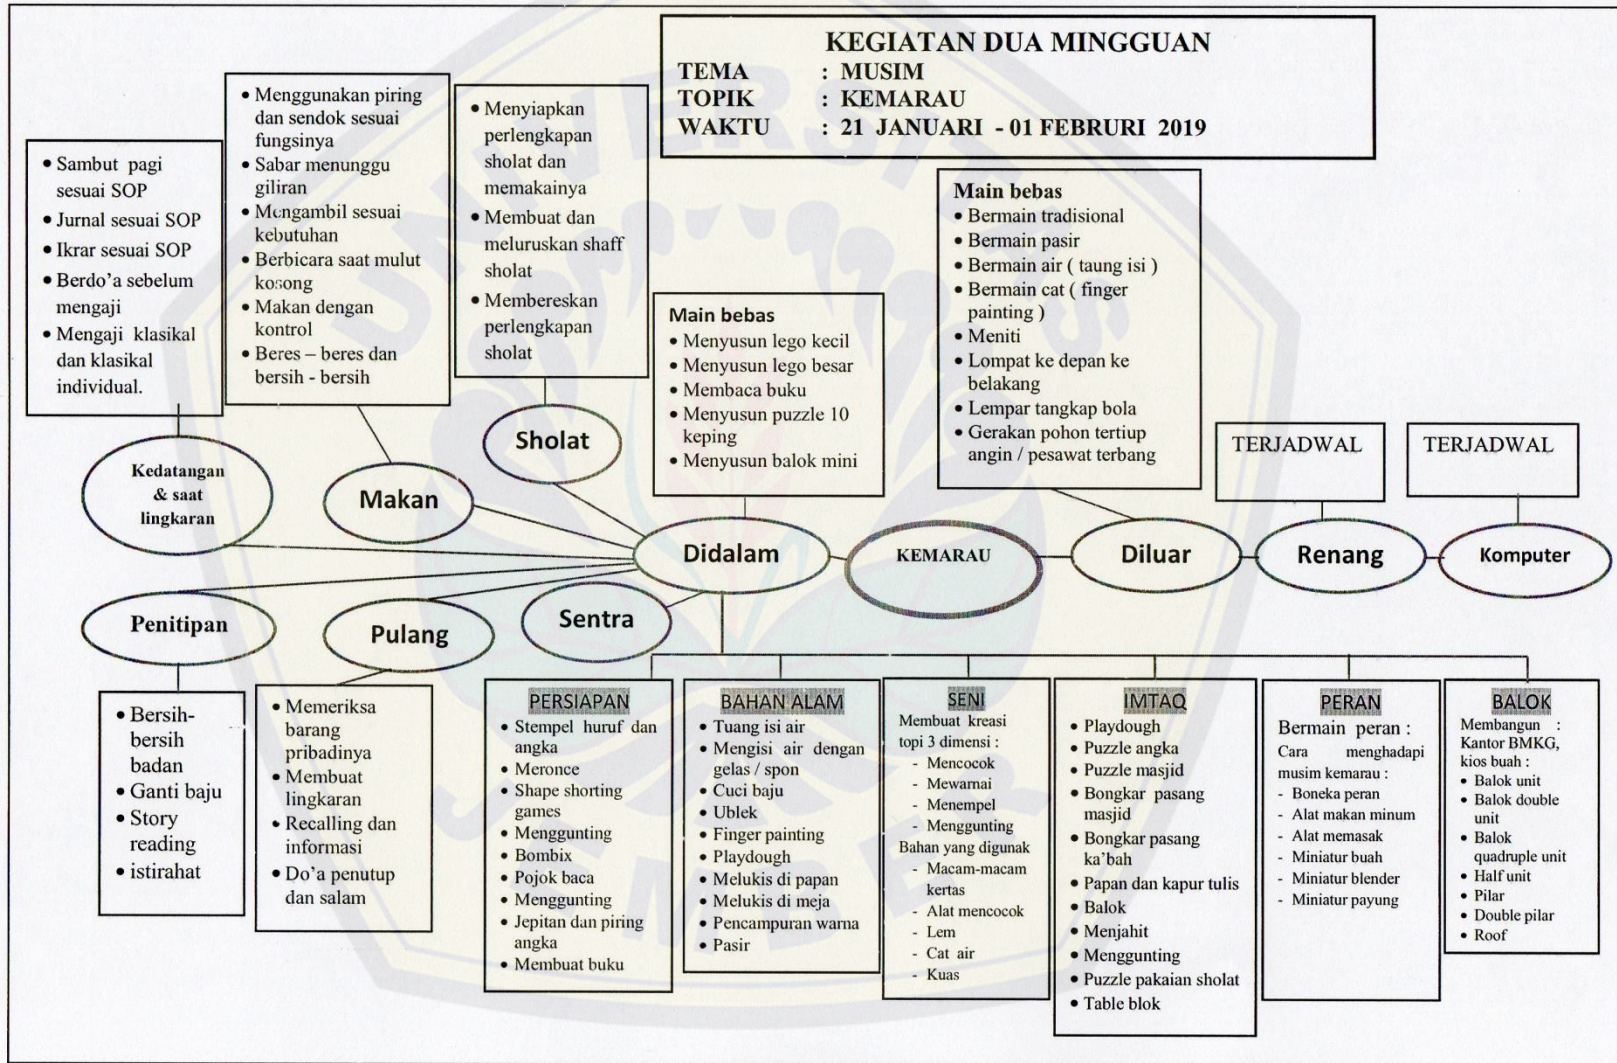 KEGIATAN DUA MINGGUAN
TEMA : MUSIM
TOPIK : KEMARAU
WAKTU : 21 JANUARI - 01 FEBRURI 2019
• Sambut pagi
sesuai SOP
• Jurnal sesuai SOP
• Ikrar sesuai SOP
• Berdo'a sebelum
mengaji
• Mengaji klasikal
dan klasikal
individual.
• Menggunakan piring
dan sendok sesuai
fungsinya
• Sabar menunggu
giliran
• Mengambil sesuai
kebutuhan
• Berbicara saat mulut
kosong
• Makan dengan
kontrol
• Beres – beres dan
bersih - bersih
• Menyiapkan
perlengkapan
sholat dan
memakainya
• Membuat dan
meluruskan shaff
sholat
• Membereskan
perlengkapan
sholat
Main bebas
• Menyusun lego kecil
• Menyusun lego besar
• Membaca buku
• Menyusun puzzle 10
keping
• Menyusun balok mini
Main bebas
• Bermain tradisional
• Bermain pasir
• Bermain air ( taung isi )
• Bermain cat ( finger
painting )
• Meniti
• Lompat ke depan ke
belakang
• Lempar tangkap bola
• Gerakan pohon tertiup
angin / pesawat terbang
TERJADWAL
TERJADWAL
Kedatangan
& saat
lingkaran
Makan
Sholat
Didalam
KEMARAU
Diluar
Renang
Komputer
Penitipan
Pulang
Sentra
• Bersih-
bersih
badan
• Ganti baju
• Story
reading
• istirahat
• Memeriksa
barang
pribadinya
• Membuat
lingkaran
• Recalling dan
informasi
• Do'a penutup
dan salam
PERSIAPAN
• Stempel huruf dan
angka
• Meronce
• Shape shorting
games
• Menggunting
• Bombix
• Pojok baca
• Menggunting
• Jepitan dan piring
angka
• Membuat buku
BAHAN ALAM
• Tuang isi air
• Mengisi air dengan
gelas / spon
• Cuci baju
• Ublek
• Finger painting
• Playdough
• Melukis di papan
• Melukis di meja
• Pencampuran warna
• Pasir
SENI
Membuat kreasi
topi 3 dimensi :
- Mencocok
- Mewarnai
- Menempel
- Menggunting
Bahan yang digunak
- Macam-macam
kertas
- Alat mencocok
- Lem
- Cat air
- Kuas
IMTAQ
• Playdough
• Puzzle angka
• Puzzle masjid
• Bongkar pasang
masjid
• Bongkar pasang
ka'bah
• Papan dan kapur tulis
• Balok
• Menjahit
• Menggunting
• Puzzle pakaian sholat
• Table blok
PERAN
Bermain peran :
Cara menghadapi
musim kemarau :
- Boneka peran
- Alat makan minum
- Alat memasak
- Miniatur buah
- Miniatur blender
- Miniatur payung
BALOK
Membangun :
Kantor BMKG,
kios buah :
• Balok unit
• Balok double
unit
• Balok
quadruple unit
• Half unit
• Pilar
• Double pilar
• Roof
UNIVERSITAS
JEMBER